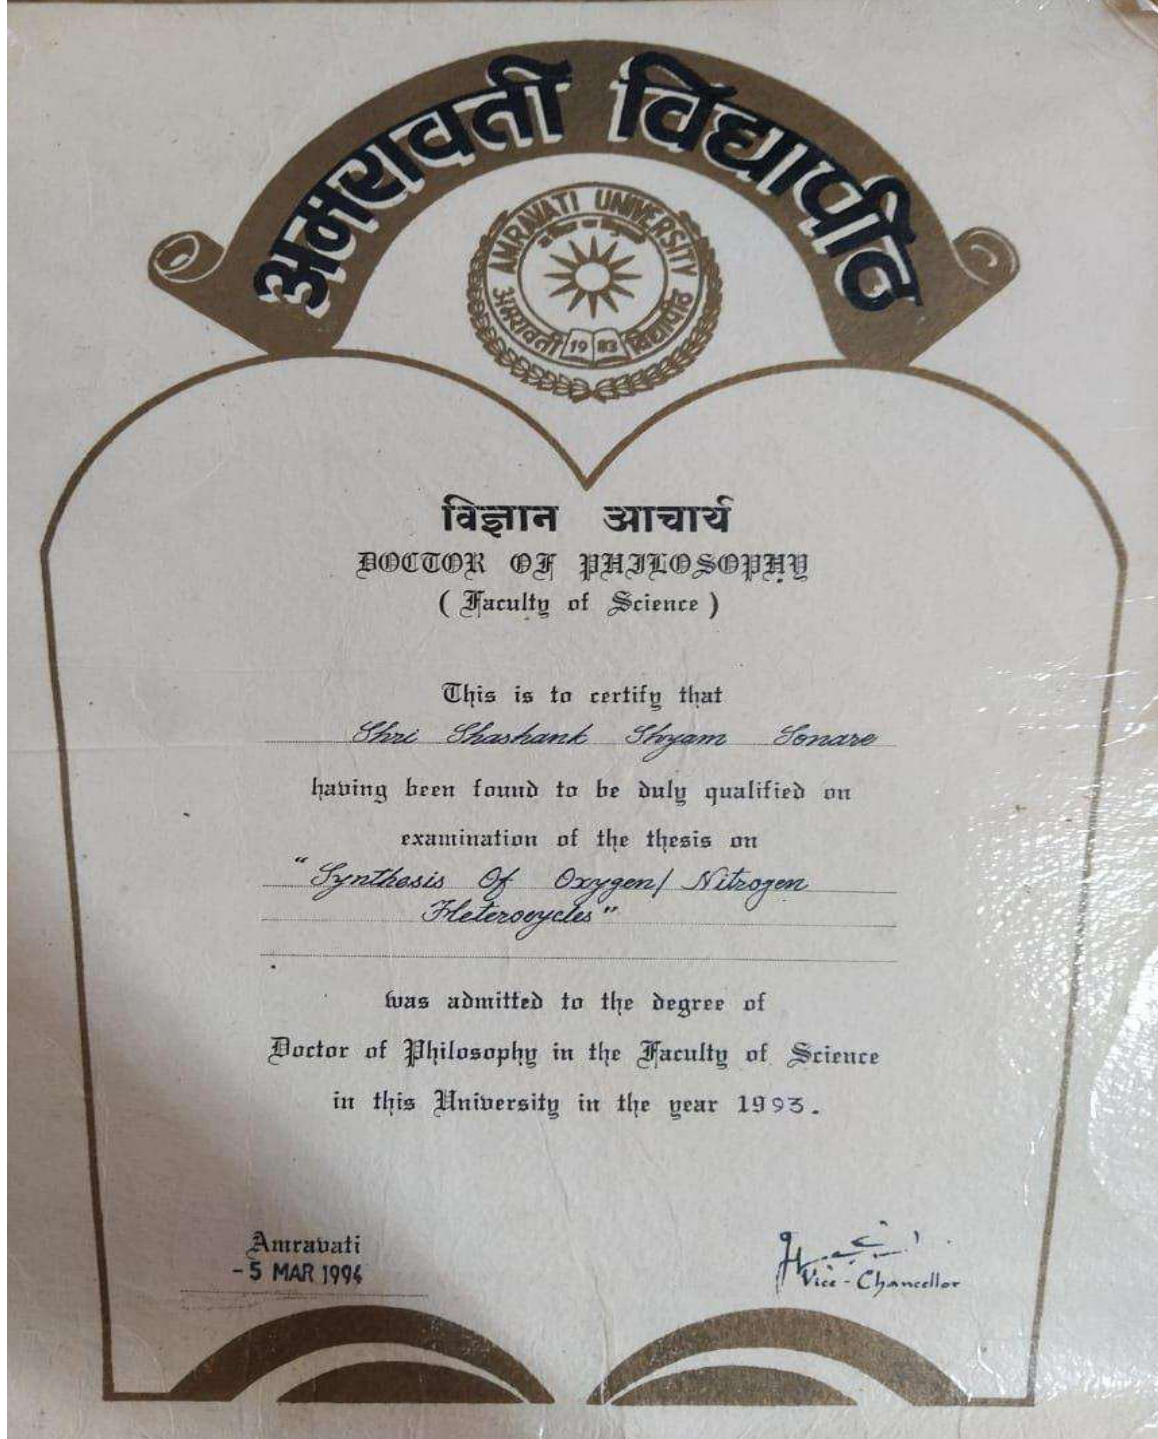 अमरावती विद्यापीठ
AMRAVATI UNIVERSITY
अमरावती विद्यापीठ
19 83
विज्ञान आचार्य
DOCTOR OF PHILOSOPHY
( Faculty of Science )
This is to certify that
Shri Shashank Shyam Sonare
having been found to be duly qualified on
examination of the thesis on
“Synthesis Of Oxygen/ Nitrogen
Heterocycles”
was admitted to the degree of
Doctor of Philosophy in the Faculty of Science
in this University in the year 1993.
Amravati
- 5 MAR 1994
Vice - Chancellor